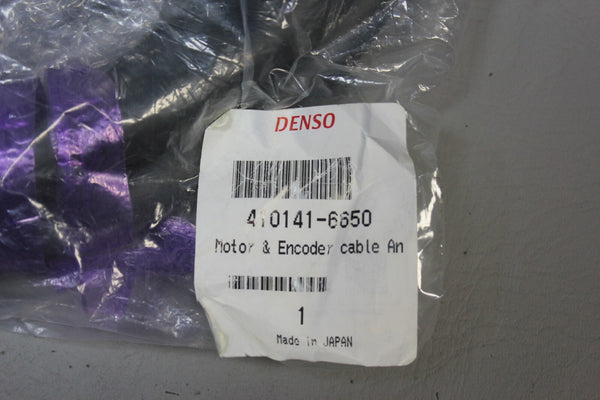 DENSO
410141-6650
Motor & Encoder cable An
1
Made in JAPAN